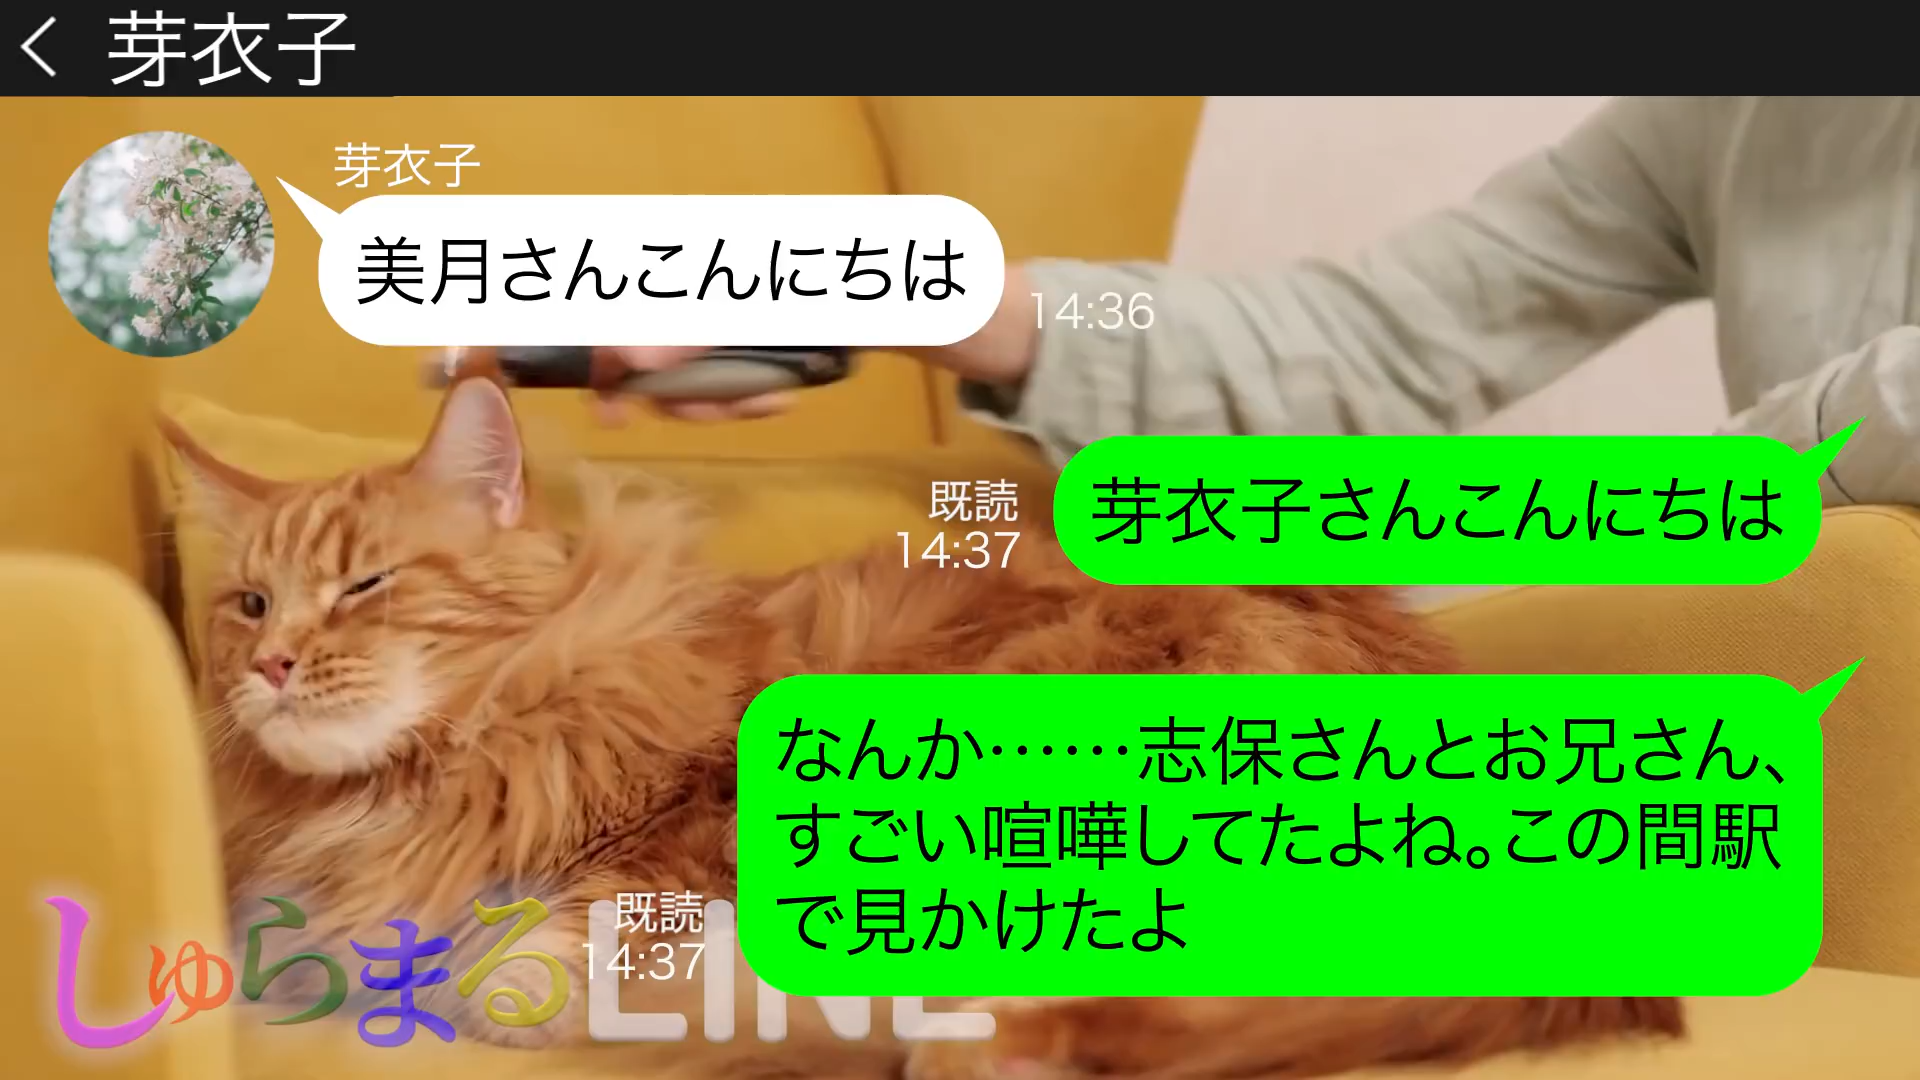 芽衣子
芽衣子
美月さんこんにちは
14:36
芽衣子さんこんにちは
既読
14:37
なんか……志保さんとお兄さん、
すごい喧嘩してたよね。この間駅
で見かけたよ
既読
14:37
しゅらまるLINE